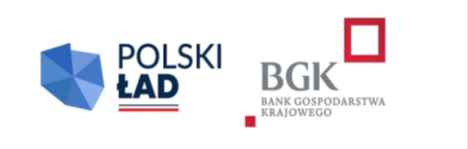 POLSKI
ŁAD
BGK
BANK GOSPODARSTWA
KRAJOWEGO